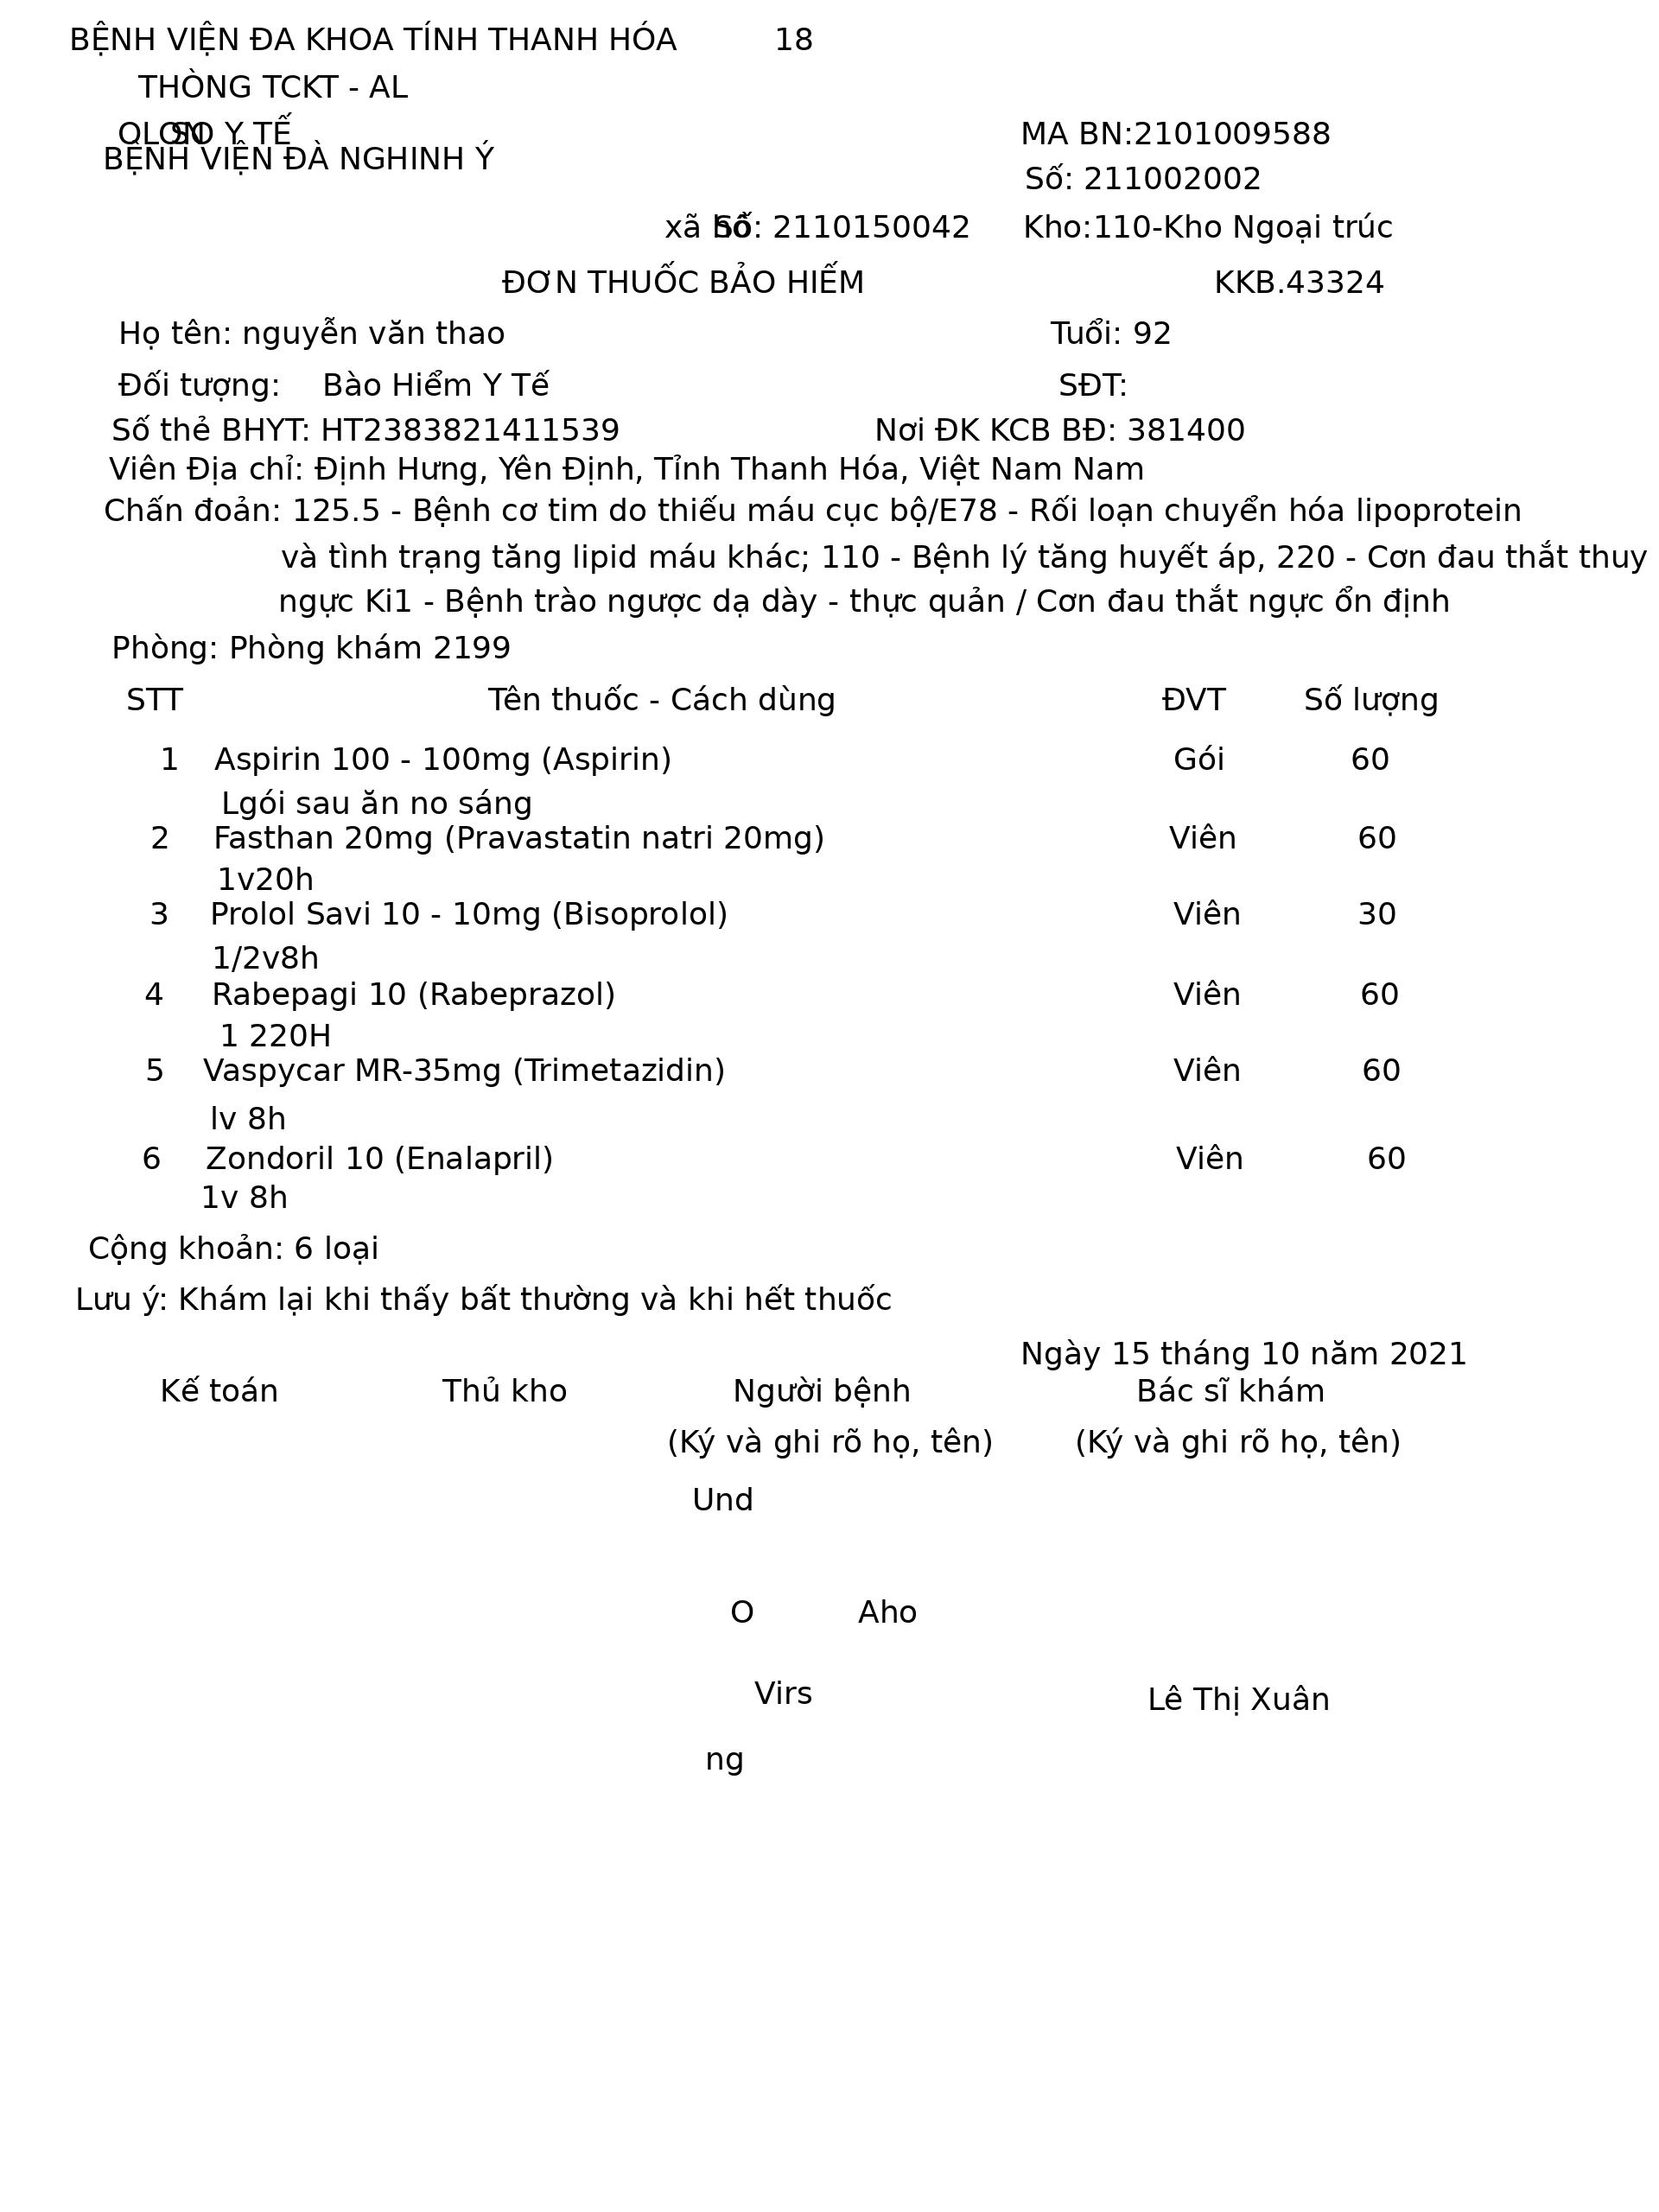 BỆNH VIỆN ĐA KHOA TÍNH THANH HÓA 18
THÒNG TCKT - AL
SO Y TẾ MA BN:2101009588
BỆNH VIỆN ĐÀ NGHINH Ý
Số: 211002002
xã hồ Số: 2110150042 Kho:110-Kho Ngoại trúc
ĐƠN THUỐC BẢO HIẾM KKB.43324
Họ tên: nguyễn văn thao Tuổi: 92
Đối tượng: Bào Hiểm Y Tế SĐT:
Số thẻ BHYT: HT2383821411539 Nơi ĐK KCB BĐ: 381400
Viên Địa chỉ: Định Hưng, Yên Định, Tỉnh Thanh Hóa, Việt Nam Nam
Chấn đoản: 125.5 - Bệnh cơ tim do thiếu máu cục bộ/E78 - Rối loạn chuyển hóa lipoprotein
và tình trạng tăng lipid máu khác; 110 - Bệnh lý tăng huyết áp, 220 - Cơn đau thắt thuy
ngực Ki1 - Bệnh trào ngược dạ dày - thực quản / Cơn đau thắt ngực ổn định
Phòng: Phòng khám 2199
STT Tên thuốc - Cách dùng ĐVT Số lượng
1 Aspirin 100 - 100mg (Aspirin) Gói 60
Lgói sau ăn no sáng
2 Fasthan 20mg (Pravastatin natri 20mg) Viên 60
1v20h
3 Prolol Savi 10 - 10mg (Bisoprolol) Viên 30
1/2v8h
4 Rabepagi 10 (Rabeprazol) Viên 60
1 220H
5 Vaspycar MR-35mg (Trimetazidin) Viên 60
lv 8h
6 Zondoril 10 (Enalapril) Viên 60
1v 8h
Cộng khoản: 6 loại
Lưu ý: Khám lại khi thấy bất thường và khi hết thuốc
Ngày 15 tháng 10 năm 2021
Kế toán Thủ kho Người bệnh Bác sĩ khám
(Ký và ghi rõ họ, tên) (Ký và ghi rõ họ, tên)
Und
O Aho
Virs Lê Thị Xuân
ng